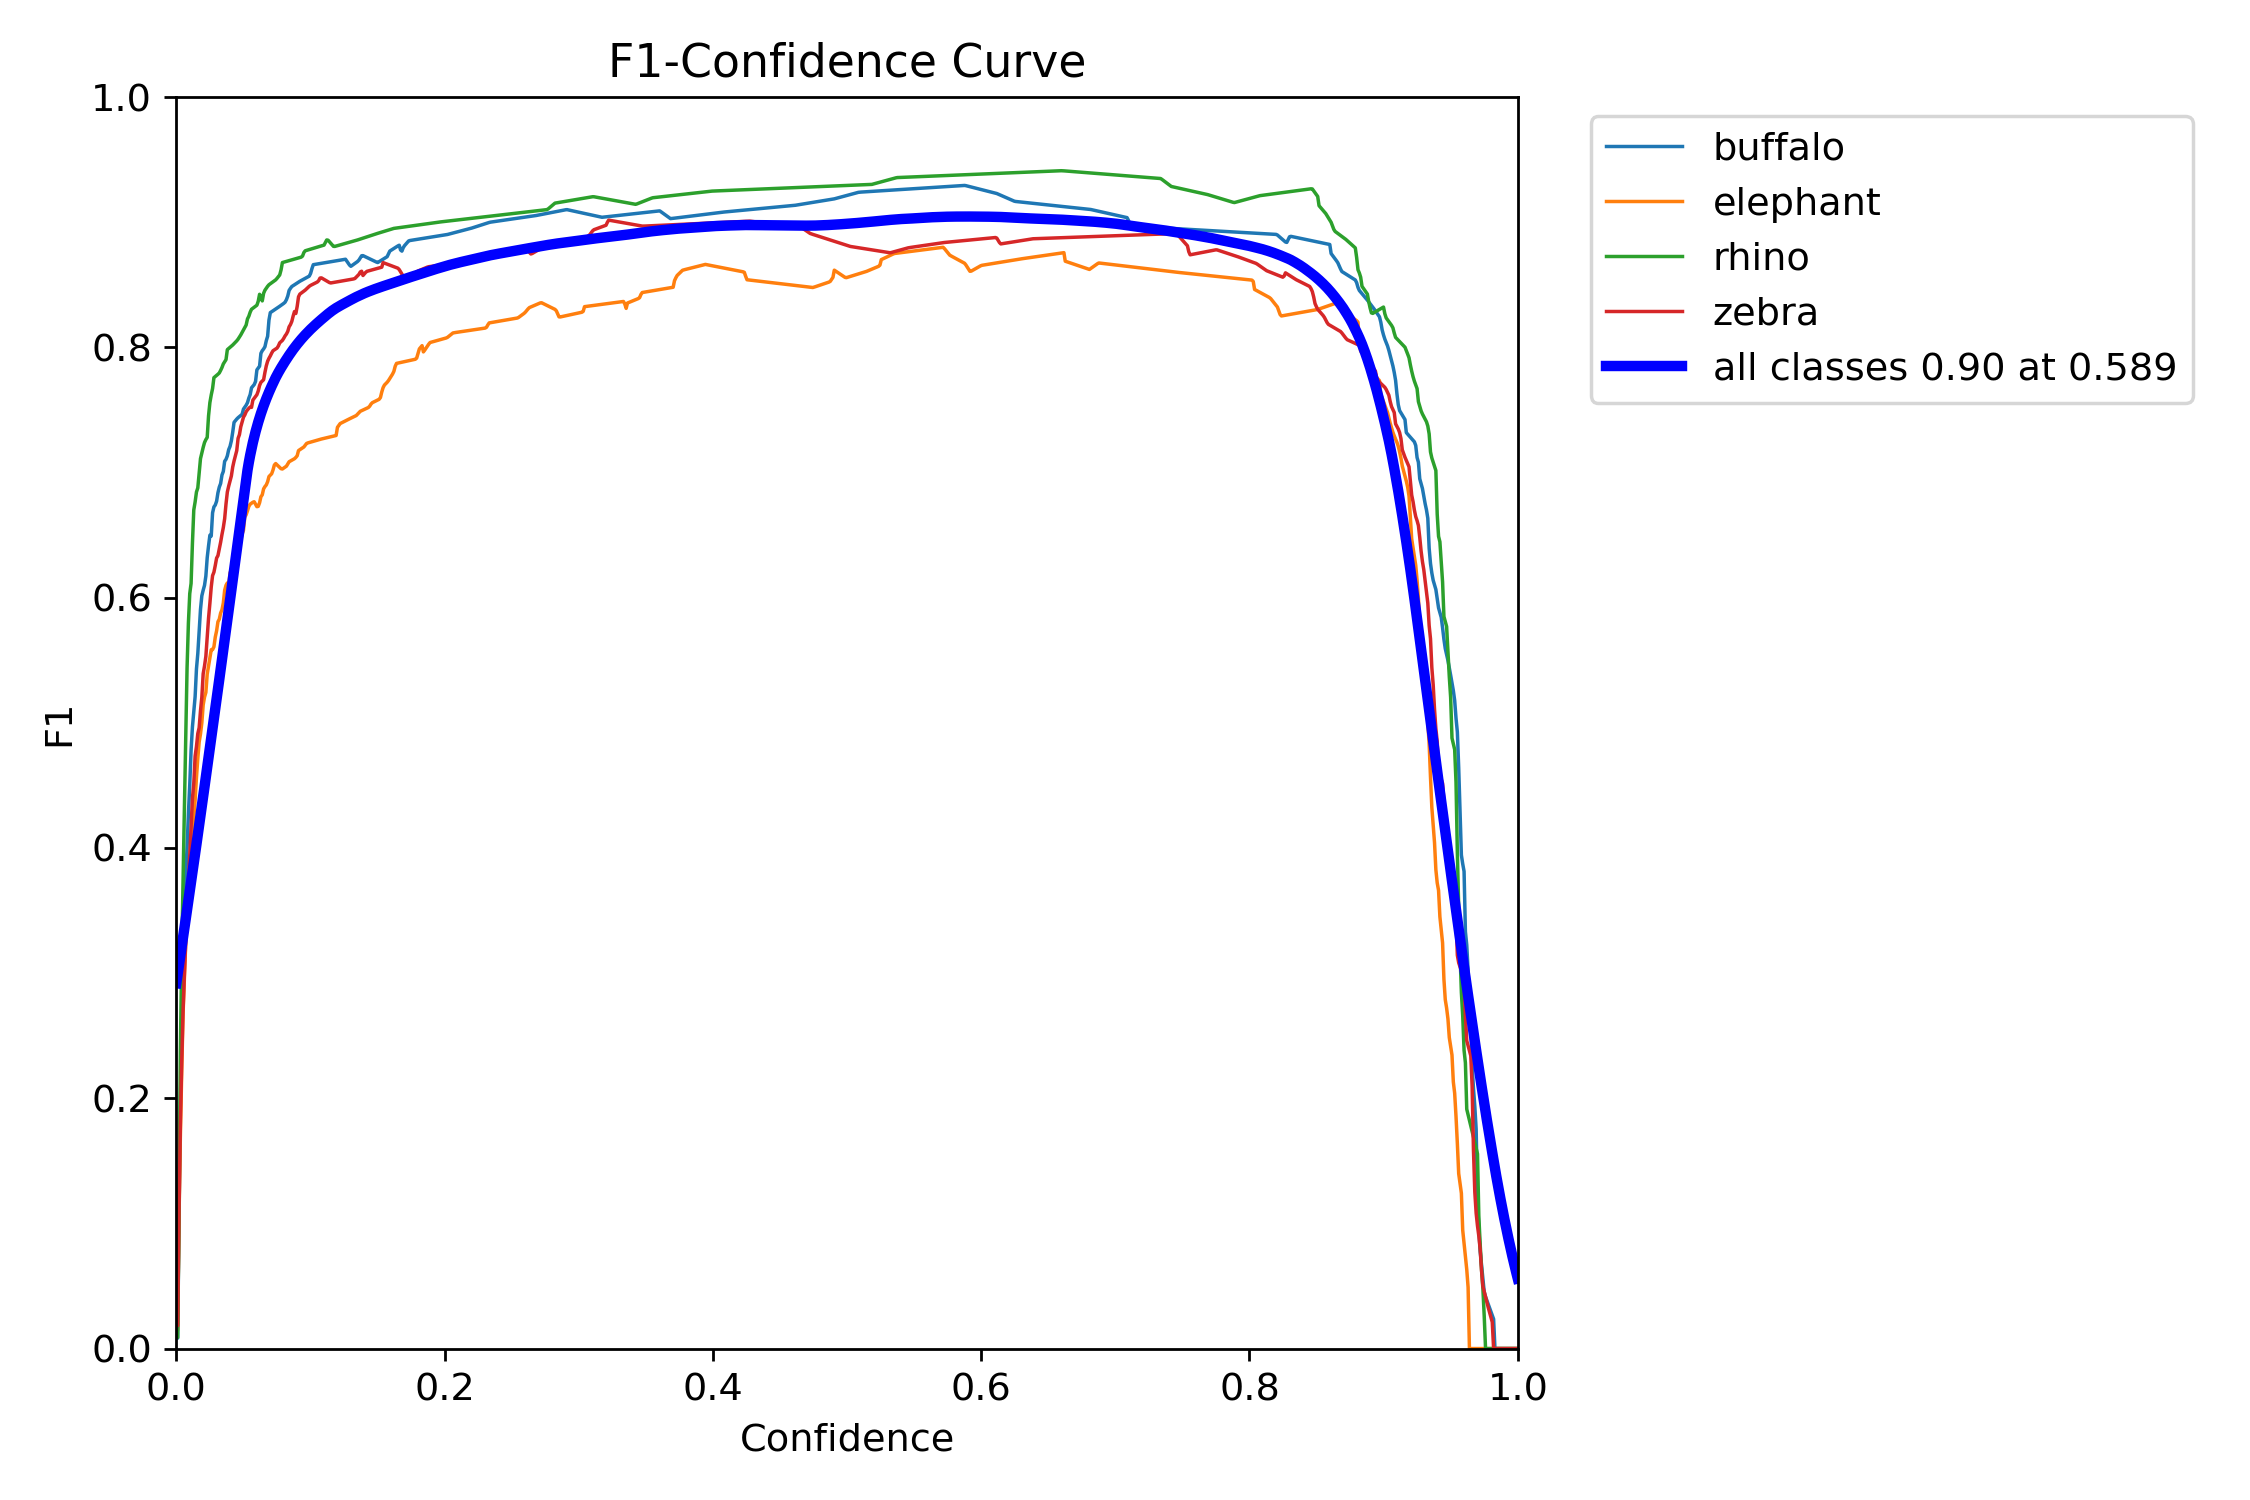 F1-Confidence Curve
1.0
0.8
0.6
0.4
0.2
0.0
F1
0.0 0.2 0.4 0.6 0.8 1.0
Confidence
buffalo
elephant
rhino
zebra
all classes 0.90 at 0.589